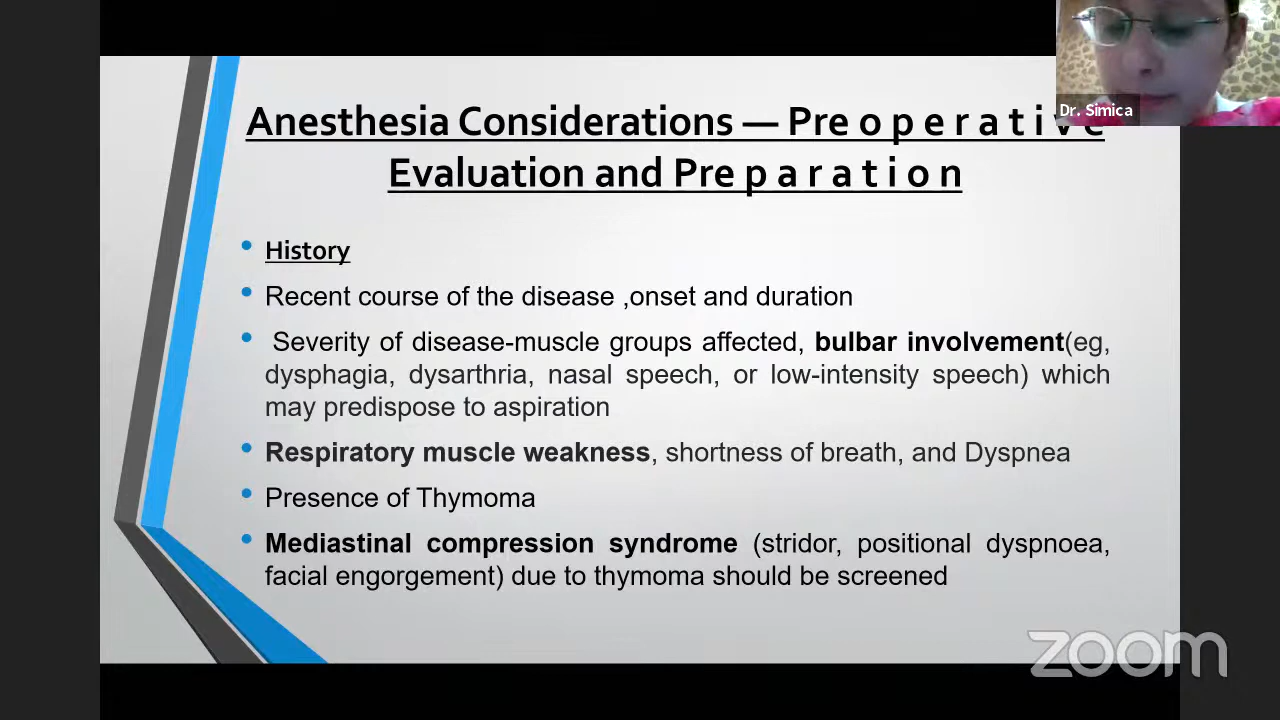 Anesthesia Considerations — Pre o p e r a t i v e
Evaluation and Pre p a r a t i o n
Dr. Simica
• History
• Recent course of the disease ,onset and duration
• Severity of disease-muscle groups affected, bulbar involvement(eg,
dysphagia, dysarthria, nasal speech, or low-intensity speech) which
may predispose to aspiration
• Respiratory muscle weakness, shortness of breath, and Dyspnea
• Presence of Thymoma
• Mediastinal compression syndrome (stridor, positional dyspnoea,
facial engorgement) due to thymoma should be screened
zoom